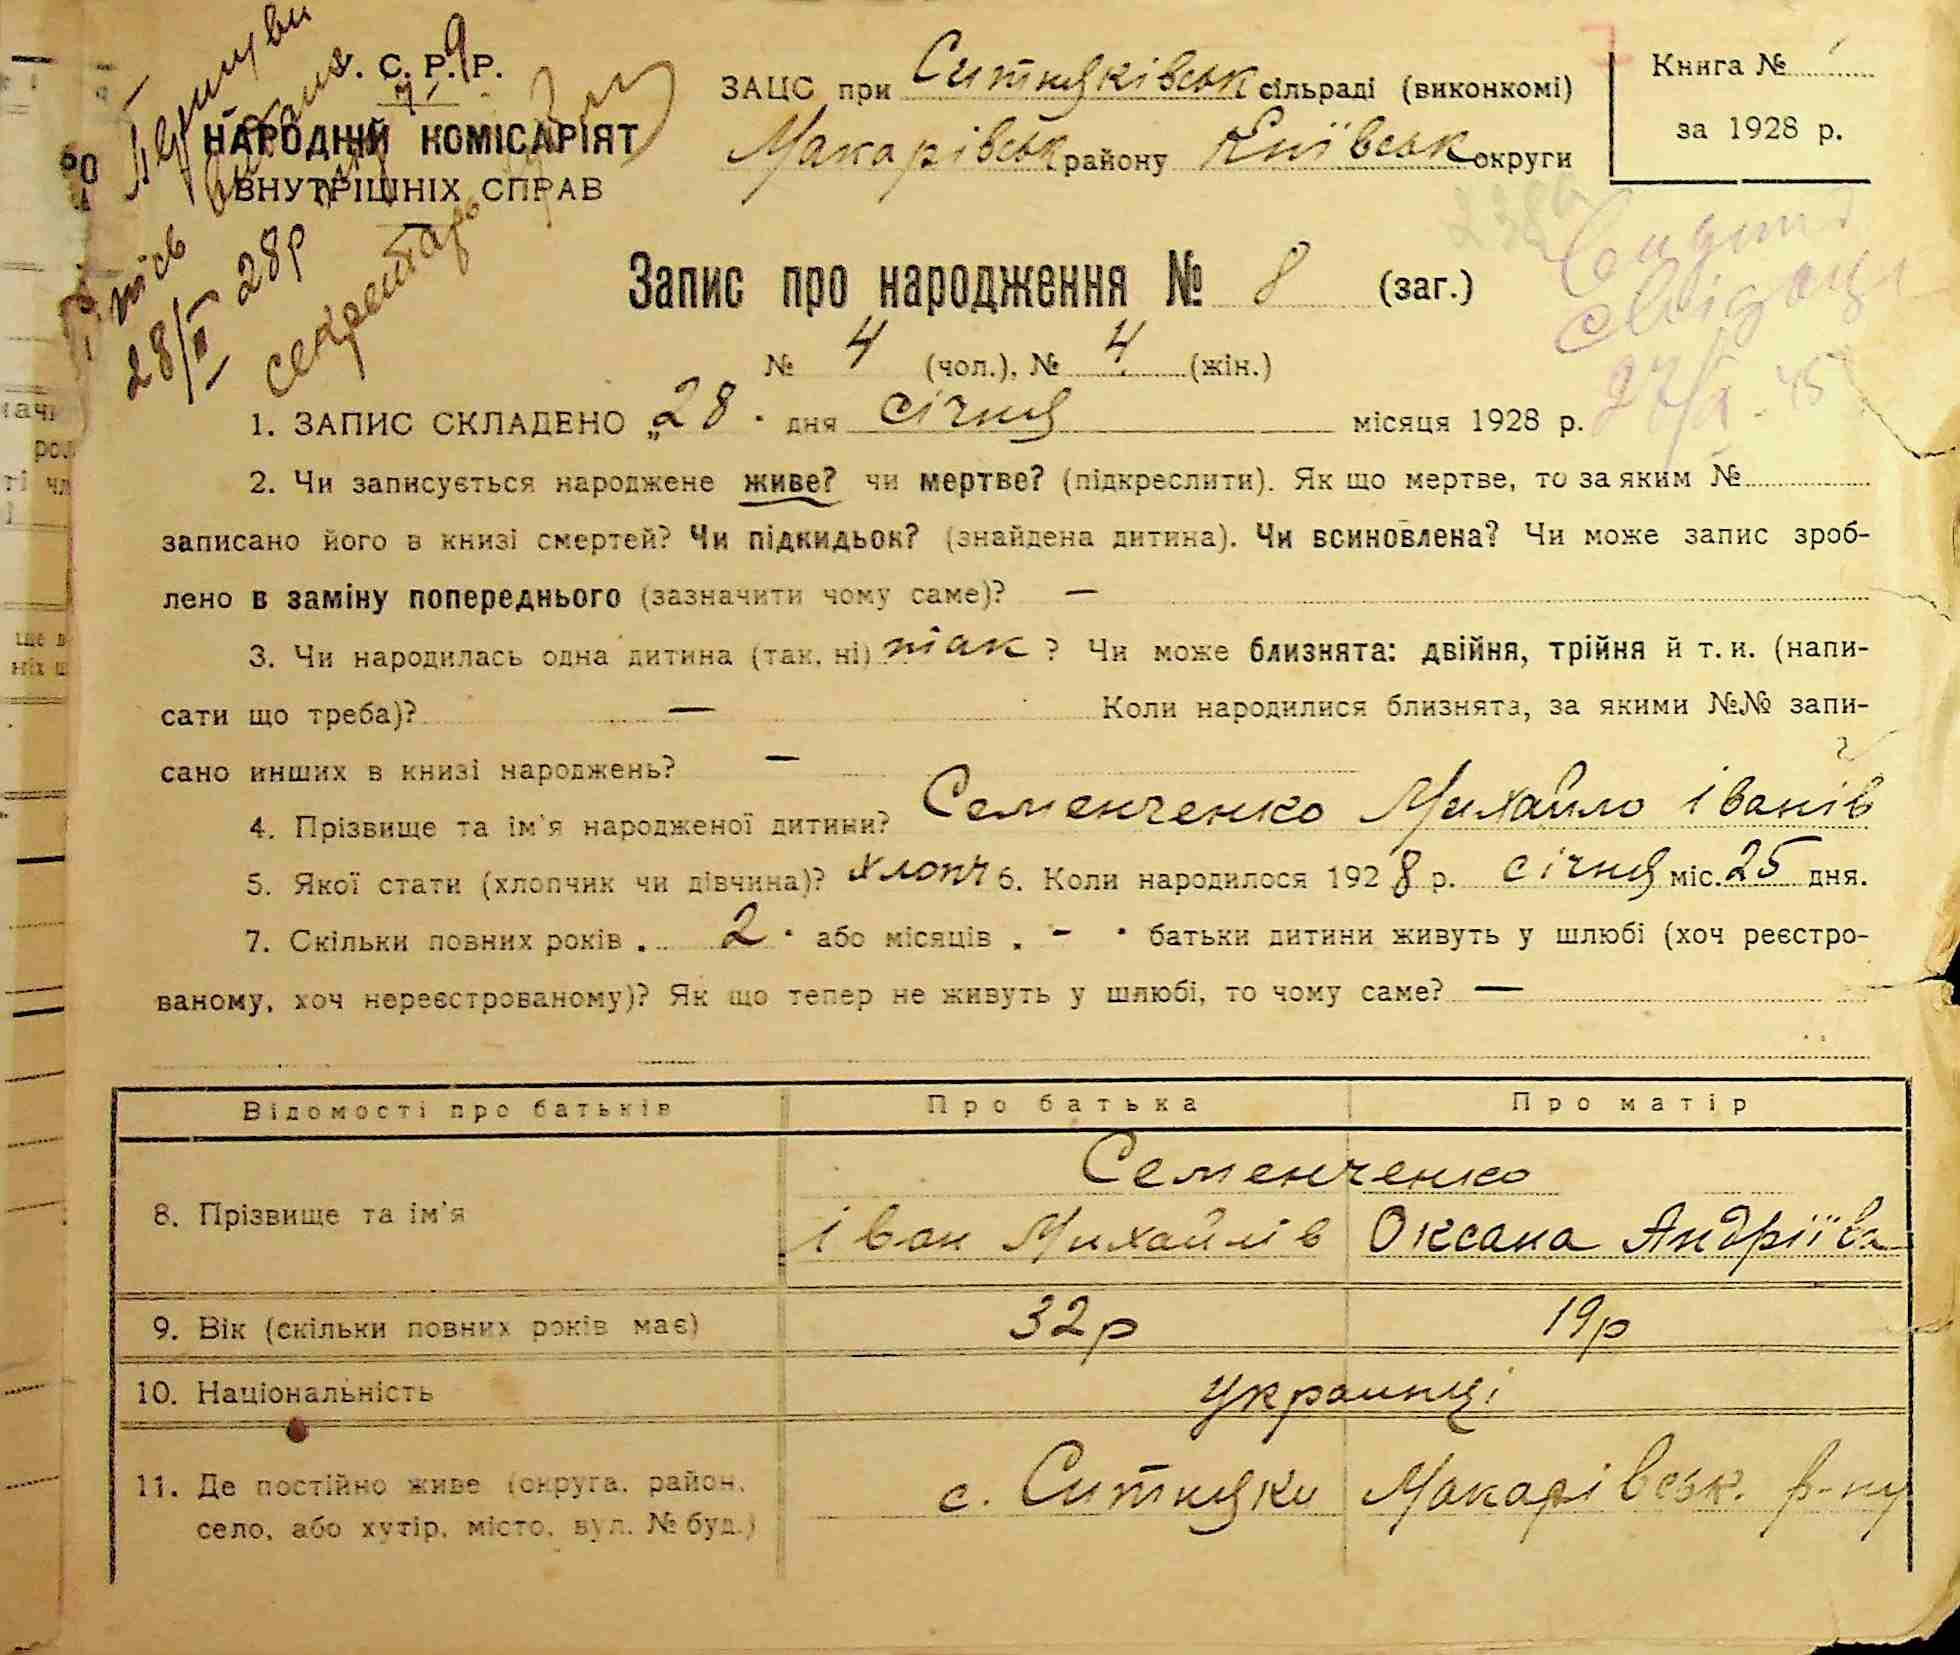 У. С. Р. Р.
НАРОДНІЙ КОМІСАРІЯТ
ВНУТРІШНІХ СПРАВ
28/II 28р
секретарь
ЗАЦС при Ситняківськ сільраді (виконкомі)
Макарівськ району Київськ округи
Книга №
за 1928 р.
Запис про народження № 8 (заг.)
№ 4 (чол.), № 4 (жін.)
1. ЗАПИС СКЛАДЕНО „28 " дня січня місяця 1928 р.
2. Чи записується народжене живе? чи мертве? (підкреслити). Як що мертве, то за яким №
записано його в книзі смертей? Чи підкидьок? (знайдена дитина). Чи всиновлена? Чи може запис зроб-
лено в заміну попереднього (зазначити чому саме)? —
3. Чи народилась одна дитина (так, ні) так ? Чи може близнята: двійня, трійня й т. и. (напи-
сати що треба)? — Коли народилися близнята, за якими №№ запи-
сано инших в книзі народжень? —
4. Прізвище та ім'я народженої дитини? Семенченко Михайло Іванів
5. Якої стати (хлопчик чи дівчина)? хлопч 6. Коли народилося 1928 р. січня міс. 25 дня.
7. Скільки повних років „ 2 " або місяців „ - " батьки дитини живуть у шлюбі (хоч реєстро-
ваному, хоч нереєстрованому)? Як що тепер не живуть у шлюбі, то чому саме? —
Відомості про батьків Про батька Про матір
Семенченко
8. Прізвище та ім'я Іван Михайлів Оксана Андріїва
9. Вік (скільки повних років має) 32р 19р
10. Національність українці
11. Де постійно живе (округа, район, с. Ситняки Макарівськ. р-ну
село, або хутір, місто, вул. № буд.)